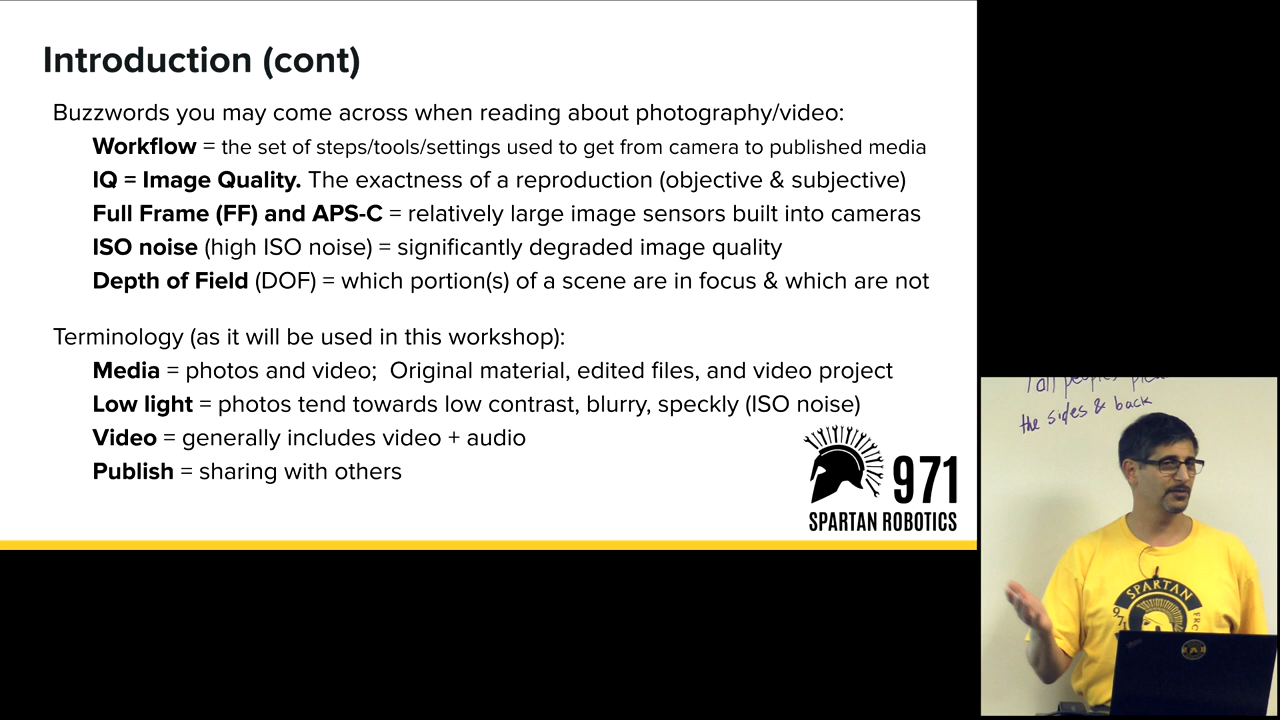 Introduction (cont)
Buzzwords you may come across when reading about photography/video:
Workflow = the set of steps/tools/settings used to get from camera to published media
IQ = Image Quality. The exactness of a reproduction (objective & subjective)
Full Frame (FF) and APS-C = relatively large image sensors built into cameras
ISO noise (high ISO noise) = significantly degraded image quality
Depth of Field (DOF) = which portion(s) of a scene are in focus & which are not
Terminology (as it will be used in this workshop):
Media = photos and video;  Original material, edited files, and video project
Low light = photos tend towards low contrast, blurry, speckly (ISO noise)
Video = generally includes video + audio
Publish = sharing with others
971
SPARTAN ROBOTICS
the sides & back
SPARTAN
971
FRC